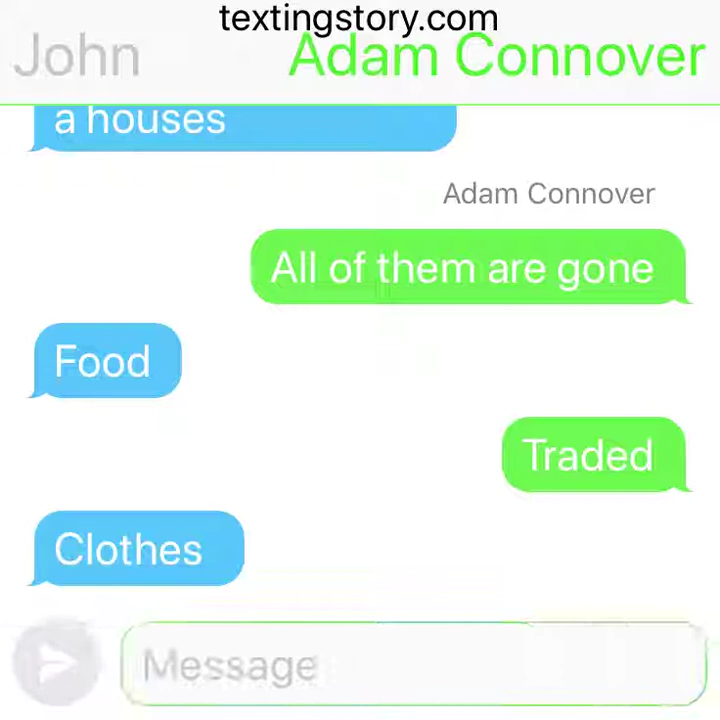 textingstory.com
John Adam Connover
a houses
Adam Connover
All of them are gone
Food
Traded
Clothes
Message